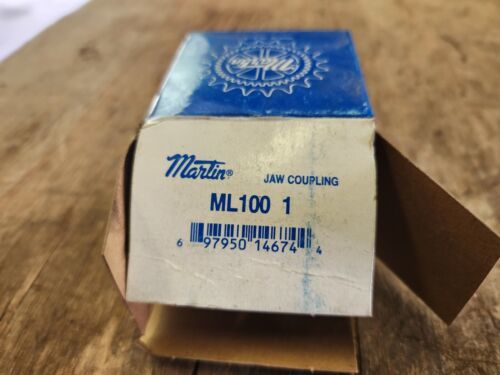 Martin
Martin® JAW COUPLING
ML100 1
6 97950 14674 4